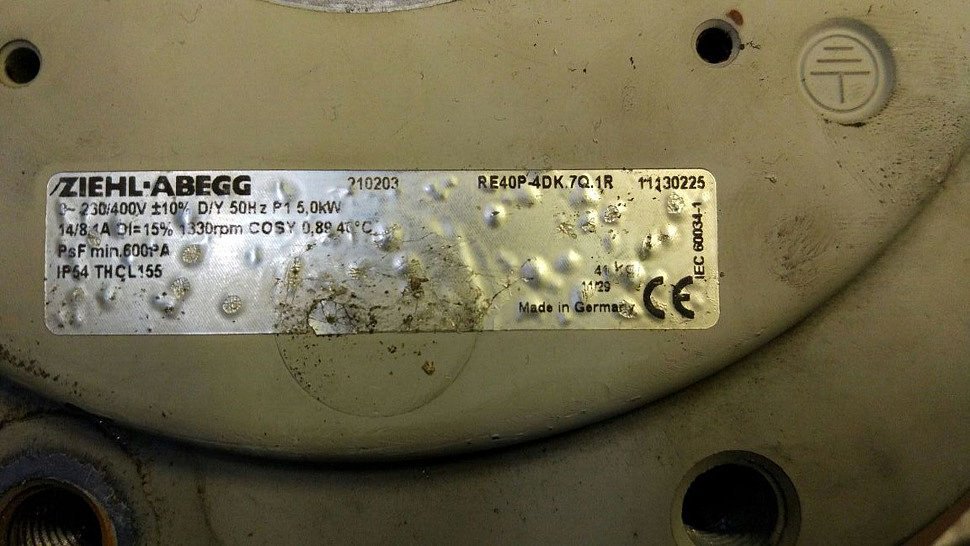 ZIEHL-ABEGG 210203 RE40P-4DK.7Q.1R 11130225
3~ 230/400V ±10% D/Y 50Hz P1 5,0kW
14/8,1A DI=15% 1330rpm COSY 0,89 40°C
PsF min.600PA
IP54 THCL155
11/29
Made in Germany CE
IEC 60034-1